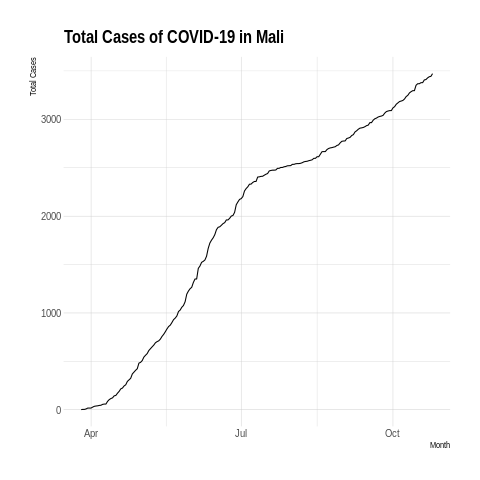 Total Cases of COVID-19 in Mali
Total Cases
3000
2000
1000
0
Apr Jul Oct
Month